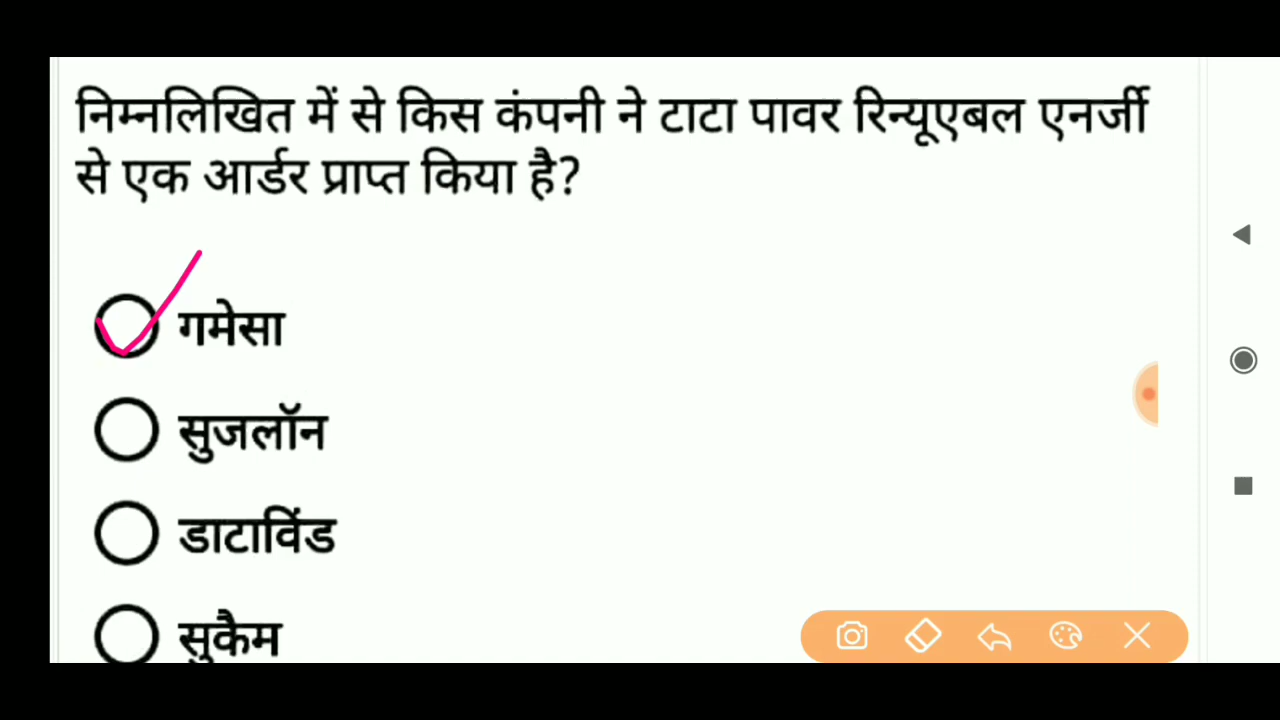 निम्नलिखित में से किस कंपनी ने टाटा पावर रिन्यूएबल एनर्जी
से एक आर्डर प्राप्त किया है?
गमेसा
सुजलॉन
डाटाविंड
सुकैम